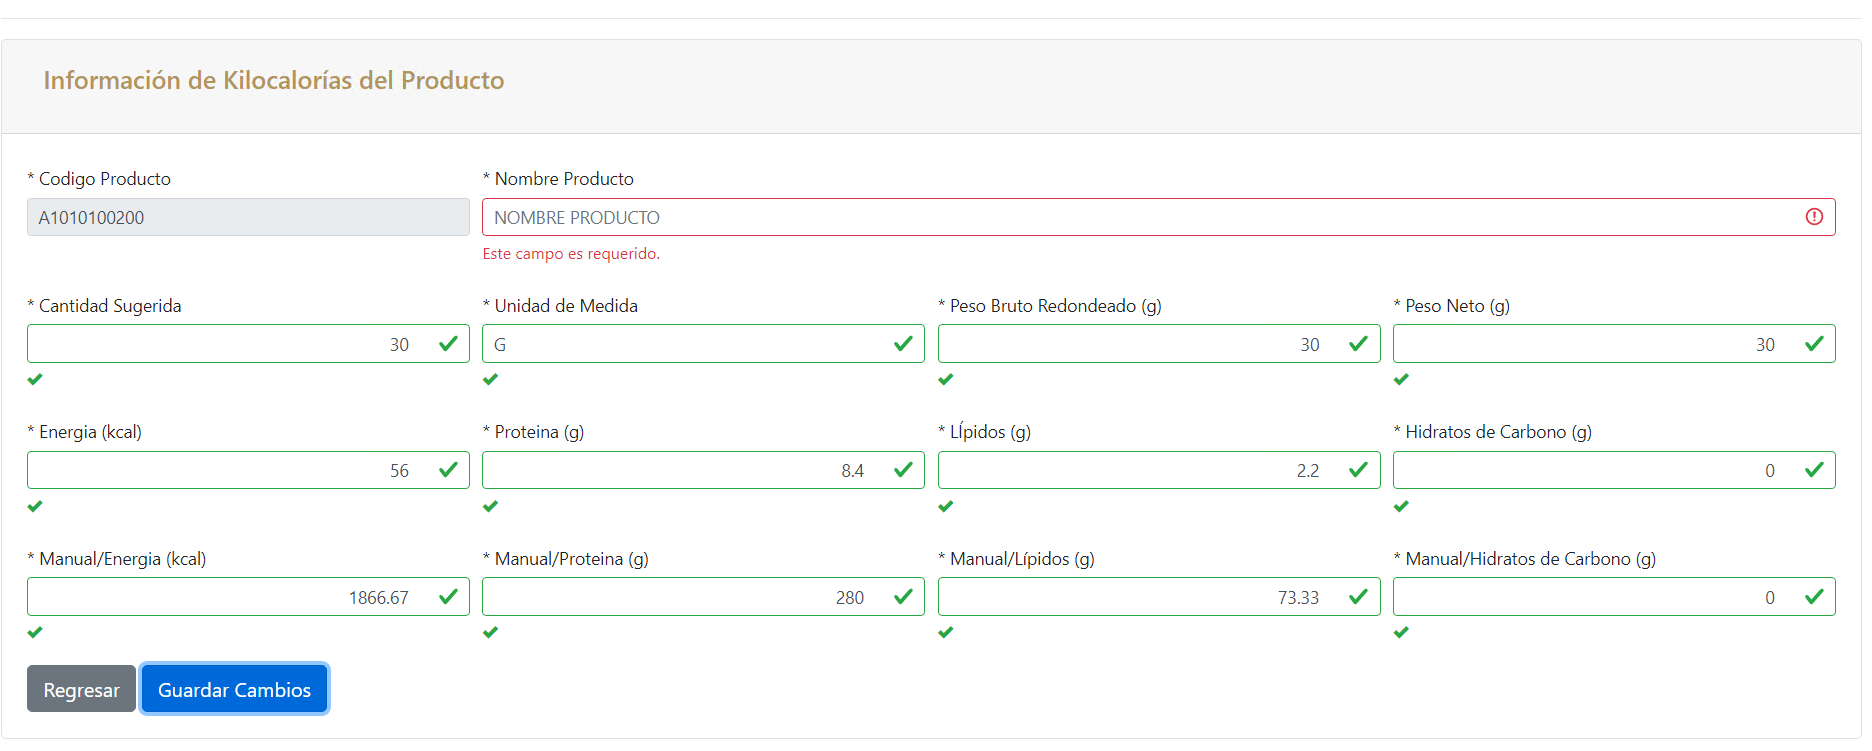 Información de Kilocalorías del Producto
* Codigo Producto
* Nombre Producto
A1010100200
NOMBRE PRODUCTO
Este campo es requerido.
* Cantidad Sugerida
* Unidad de Medida
* Peso Bruto Redondeado (g)
* Peso Neto (g)
30
G
30
30
* Energia (kcal)
* Proteina (g)
* LÍpidos (g)
* Hidratos de Carbono (g)
56
8.4
2.2
0
* Manual/Energia (kcal)
* Manual/Proteina (g)
* Manual/Lípidos (g)
* Manual/Hidratos de Carbono (g)
1866.67
280
73.33
0
Regresar
Guardar Cambios